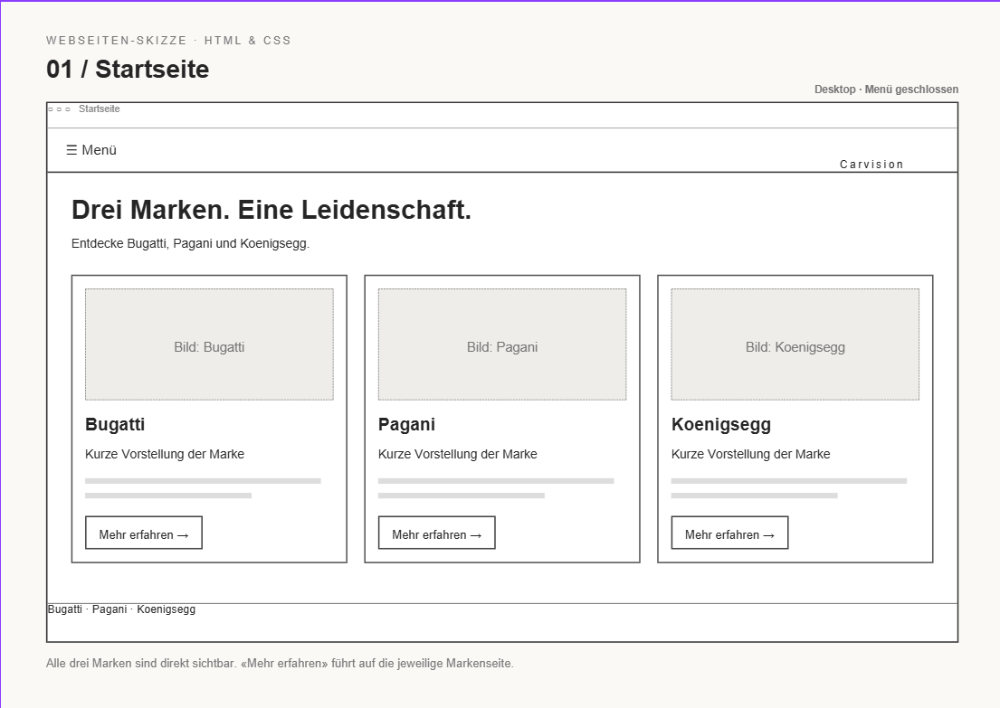 WEBSEITEN-SKIZZE · HTML & CSS
01 / Startseite
Desktop · Menü geschlossen
○ ○ ○ Startseite
☰ Menü
Carvision
Drei Marken. Eine Leidenschaft.
Entdecke Bugatti, Pagani und Koenigsegg.
Bild: Bugatti
Bugatti
Kurze Vorstellung der Marke
Mehr erfahren →
Bild: Pagani
Pagani
Kurze Vorstellung der Marke
Mehr erfahren →
Bild: Koenigsegg
Koenigsegg
Kurze Vorstellung der Marke
Mehr erfahren →
Bugatti · Pagani · Koenigsegg
Alle drei Marken sind direkt sichtbar. «Mehr erfahren» führt auf die jeweilige Markenseite.